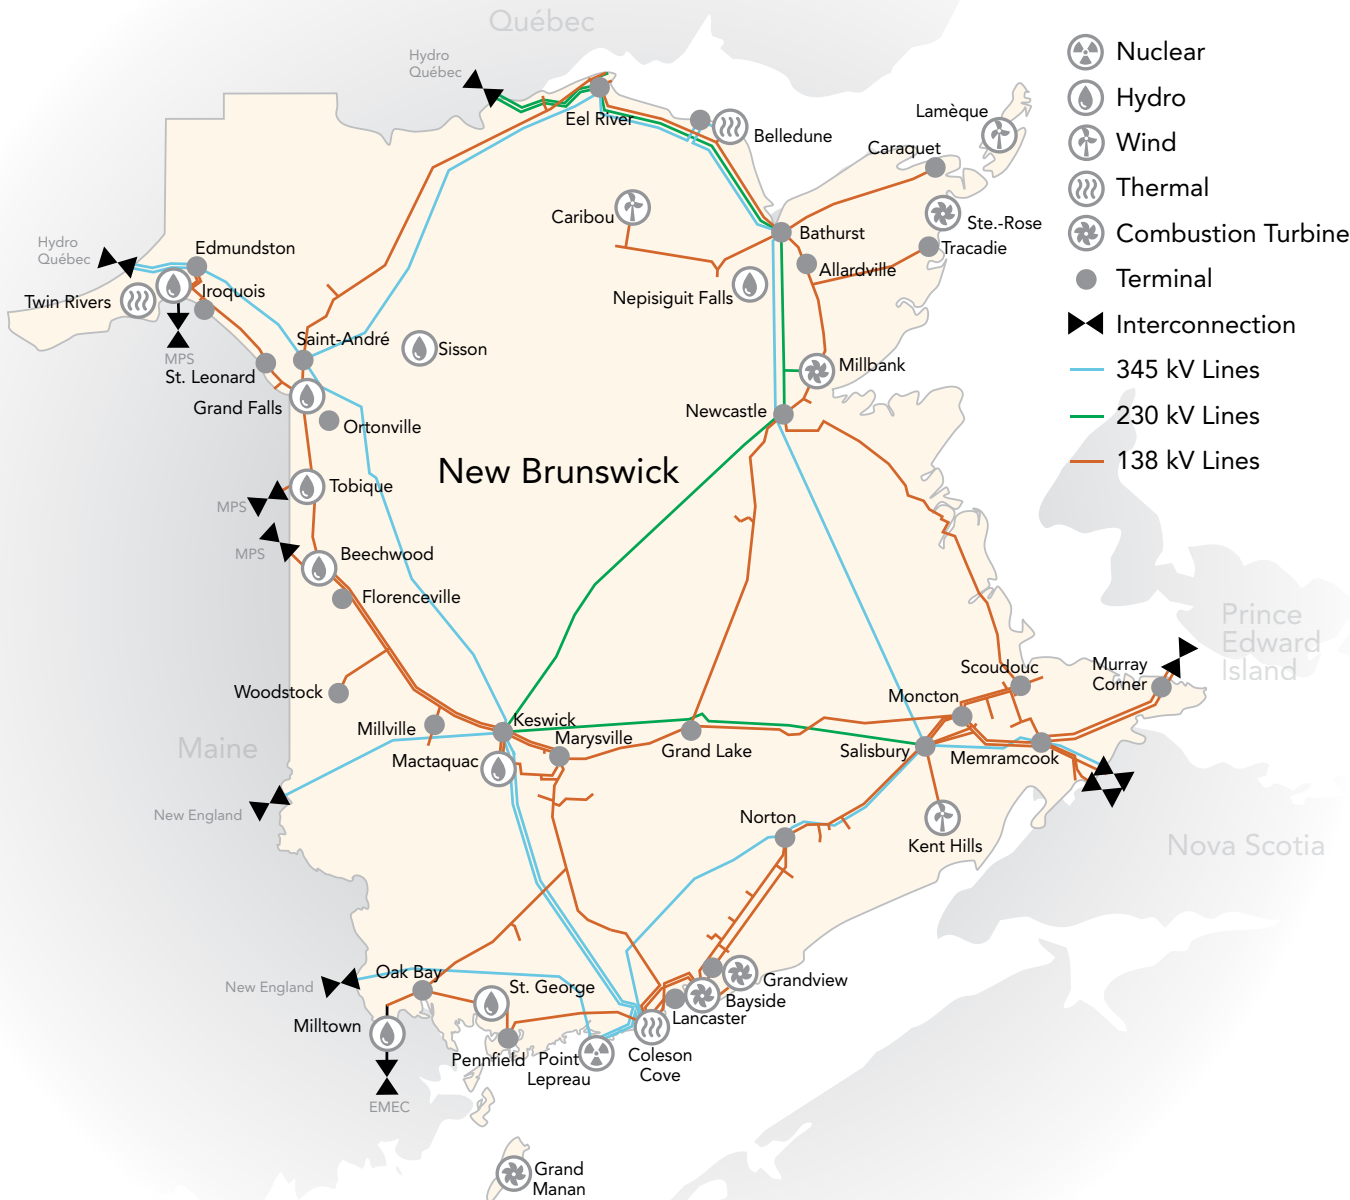 Québec
Hydro
Québec
Eel River
Belledune
Lamèque
Caraquet
Caribou
Ste.-Rose
Bathurst
Tracadie
Allardville
Nepisiguit Falls
Hydro
Québec
Edmundston
Twin Rivers
Iroquois
MPS
Saint-André
St. Leonard
Sisson
Grand Falls
Ortonville
Millbank
Newcastle
New Brunswick
MPS
Tobique
MPS
Beechwood
Florenceville
Woodstock
Millville
Maine
Keswick
Marysville
Mactaquac
Grand Lake
Salisbury
Moncton
Scoudouc
Murray
Corner
Memramcook
Prince
Edward
Island
New England
Norton
Kent Hills
Nova Scotia
New England
Oak Bay
St. George
Grandview
Bayside
Lancaster
Milltown
Pennfield
Point
Lepreau
Coleson
Cove
EMEC
Grand
Manan
Nuclear
Hydro
Wind
Thermal
Combustion Turbine
Terminal
Interconnection
345 kV Lines
230 kV Lines
138 kV Lines